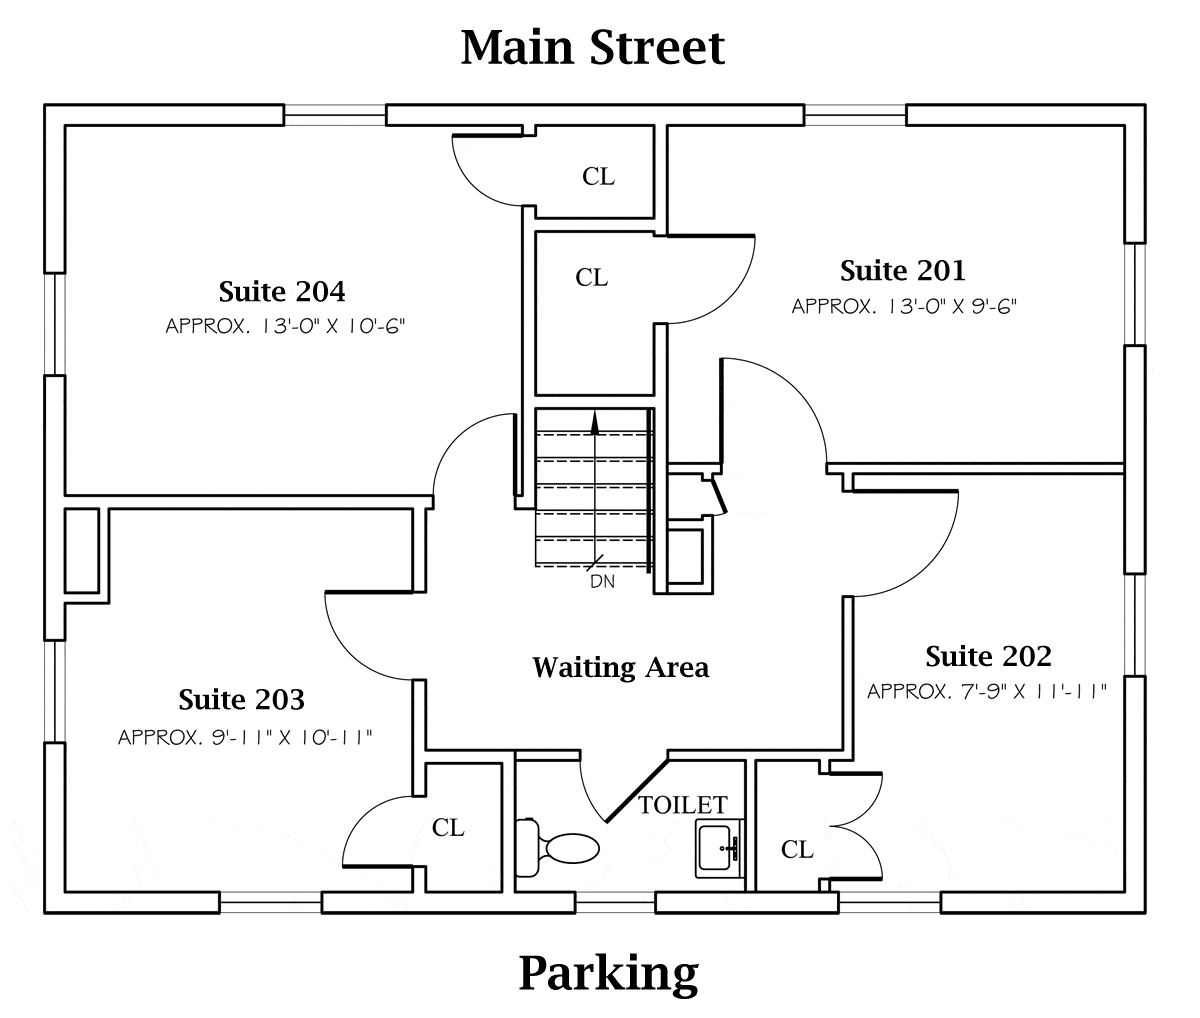 Main Street
CL
CL
Suite 201
APPROX. 13'-0" X 9'-6"
Suite 204
APPROX. 13'-0" X 10'-6"
DN
Waiting Area
Suite 202
APPROX. 7'-9" X 11'-11"
Suite 203
APPROX. 9'-11" X 10'-11"
TOILET
CL
CL
Parking